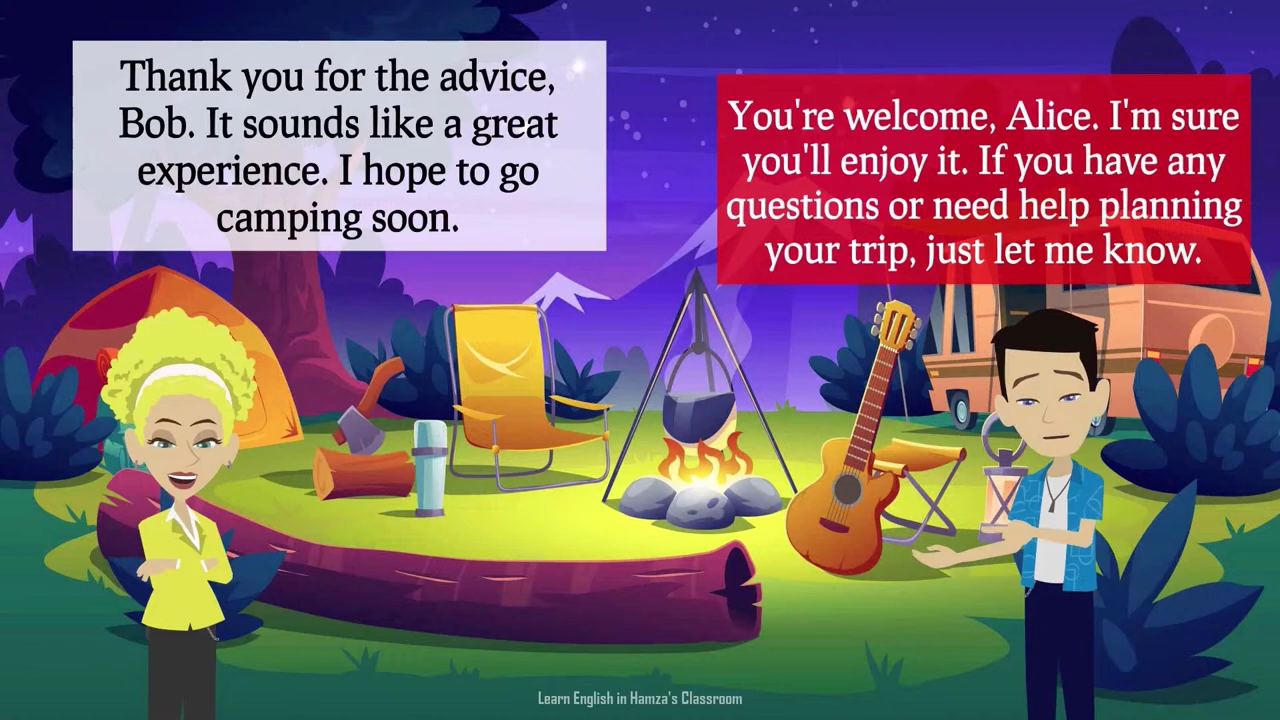 Thank you for the advice,
Bob. It sounds like a great
experience. I hope to go
camping soon.
You're welcome, Alice. I'm sure
you'll enjoy it. If you have any
questions or need help planning
your trip, just let me know.
Learn English in Hamza's Classroom